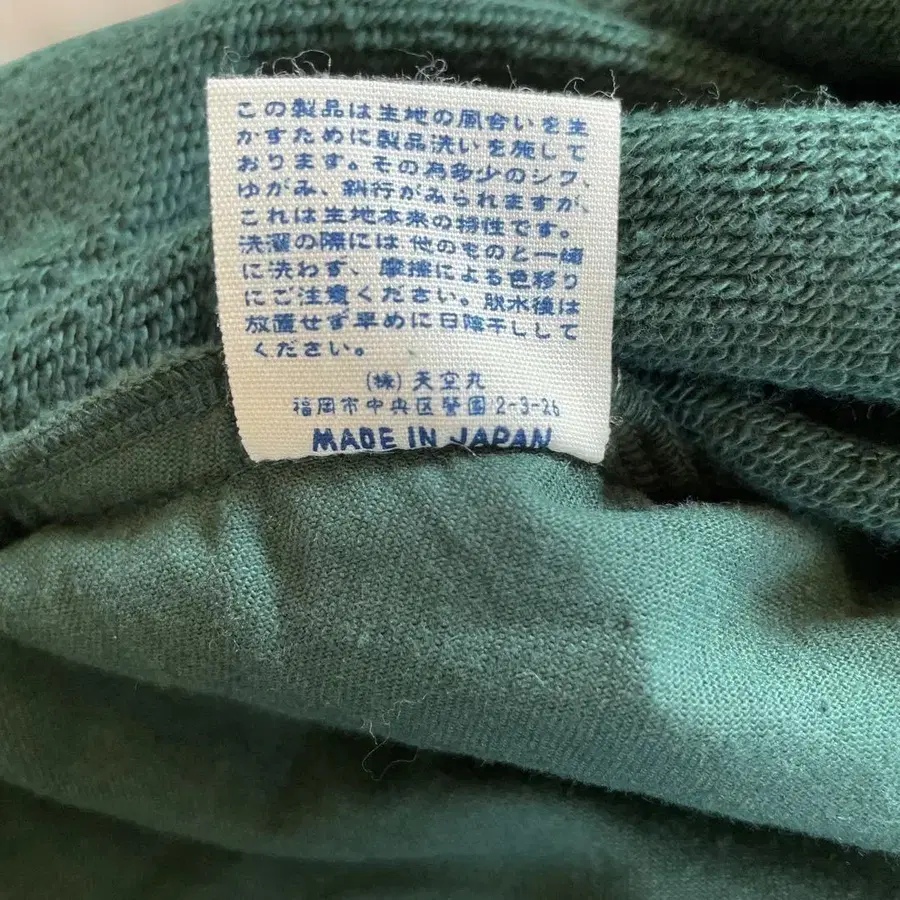 この製品は生地の風合いを生
かすために製品洗いを施して
おります。その為多少のシワ、
ゆがみ、斜行がみられますが、
これは生地本来の特性です。
洗濯の際には他のものと一緒
に洗わず、摩擦による色移り
にご注意ください。脱水後は
放置せず早めに日陰干しして
ください。
(株)天空丸
福岡市中央区警固2-3-26
MADE IN JAPAN